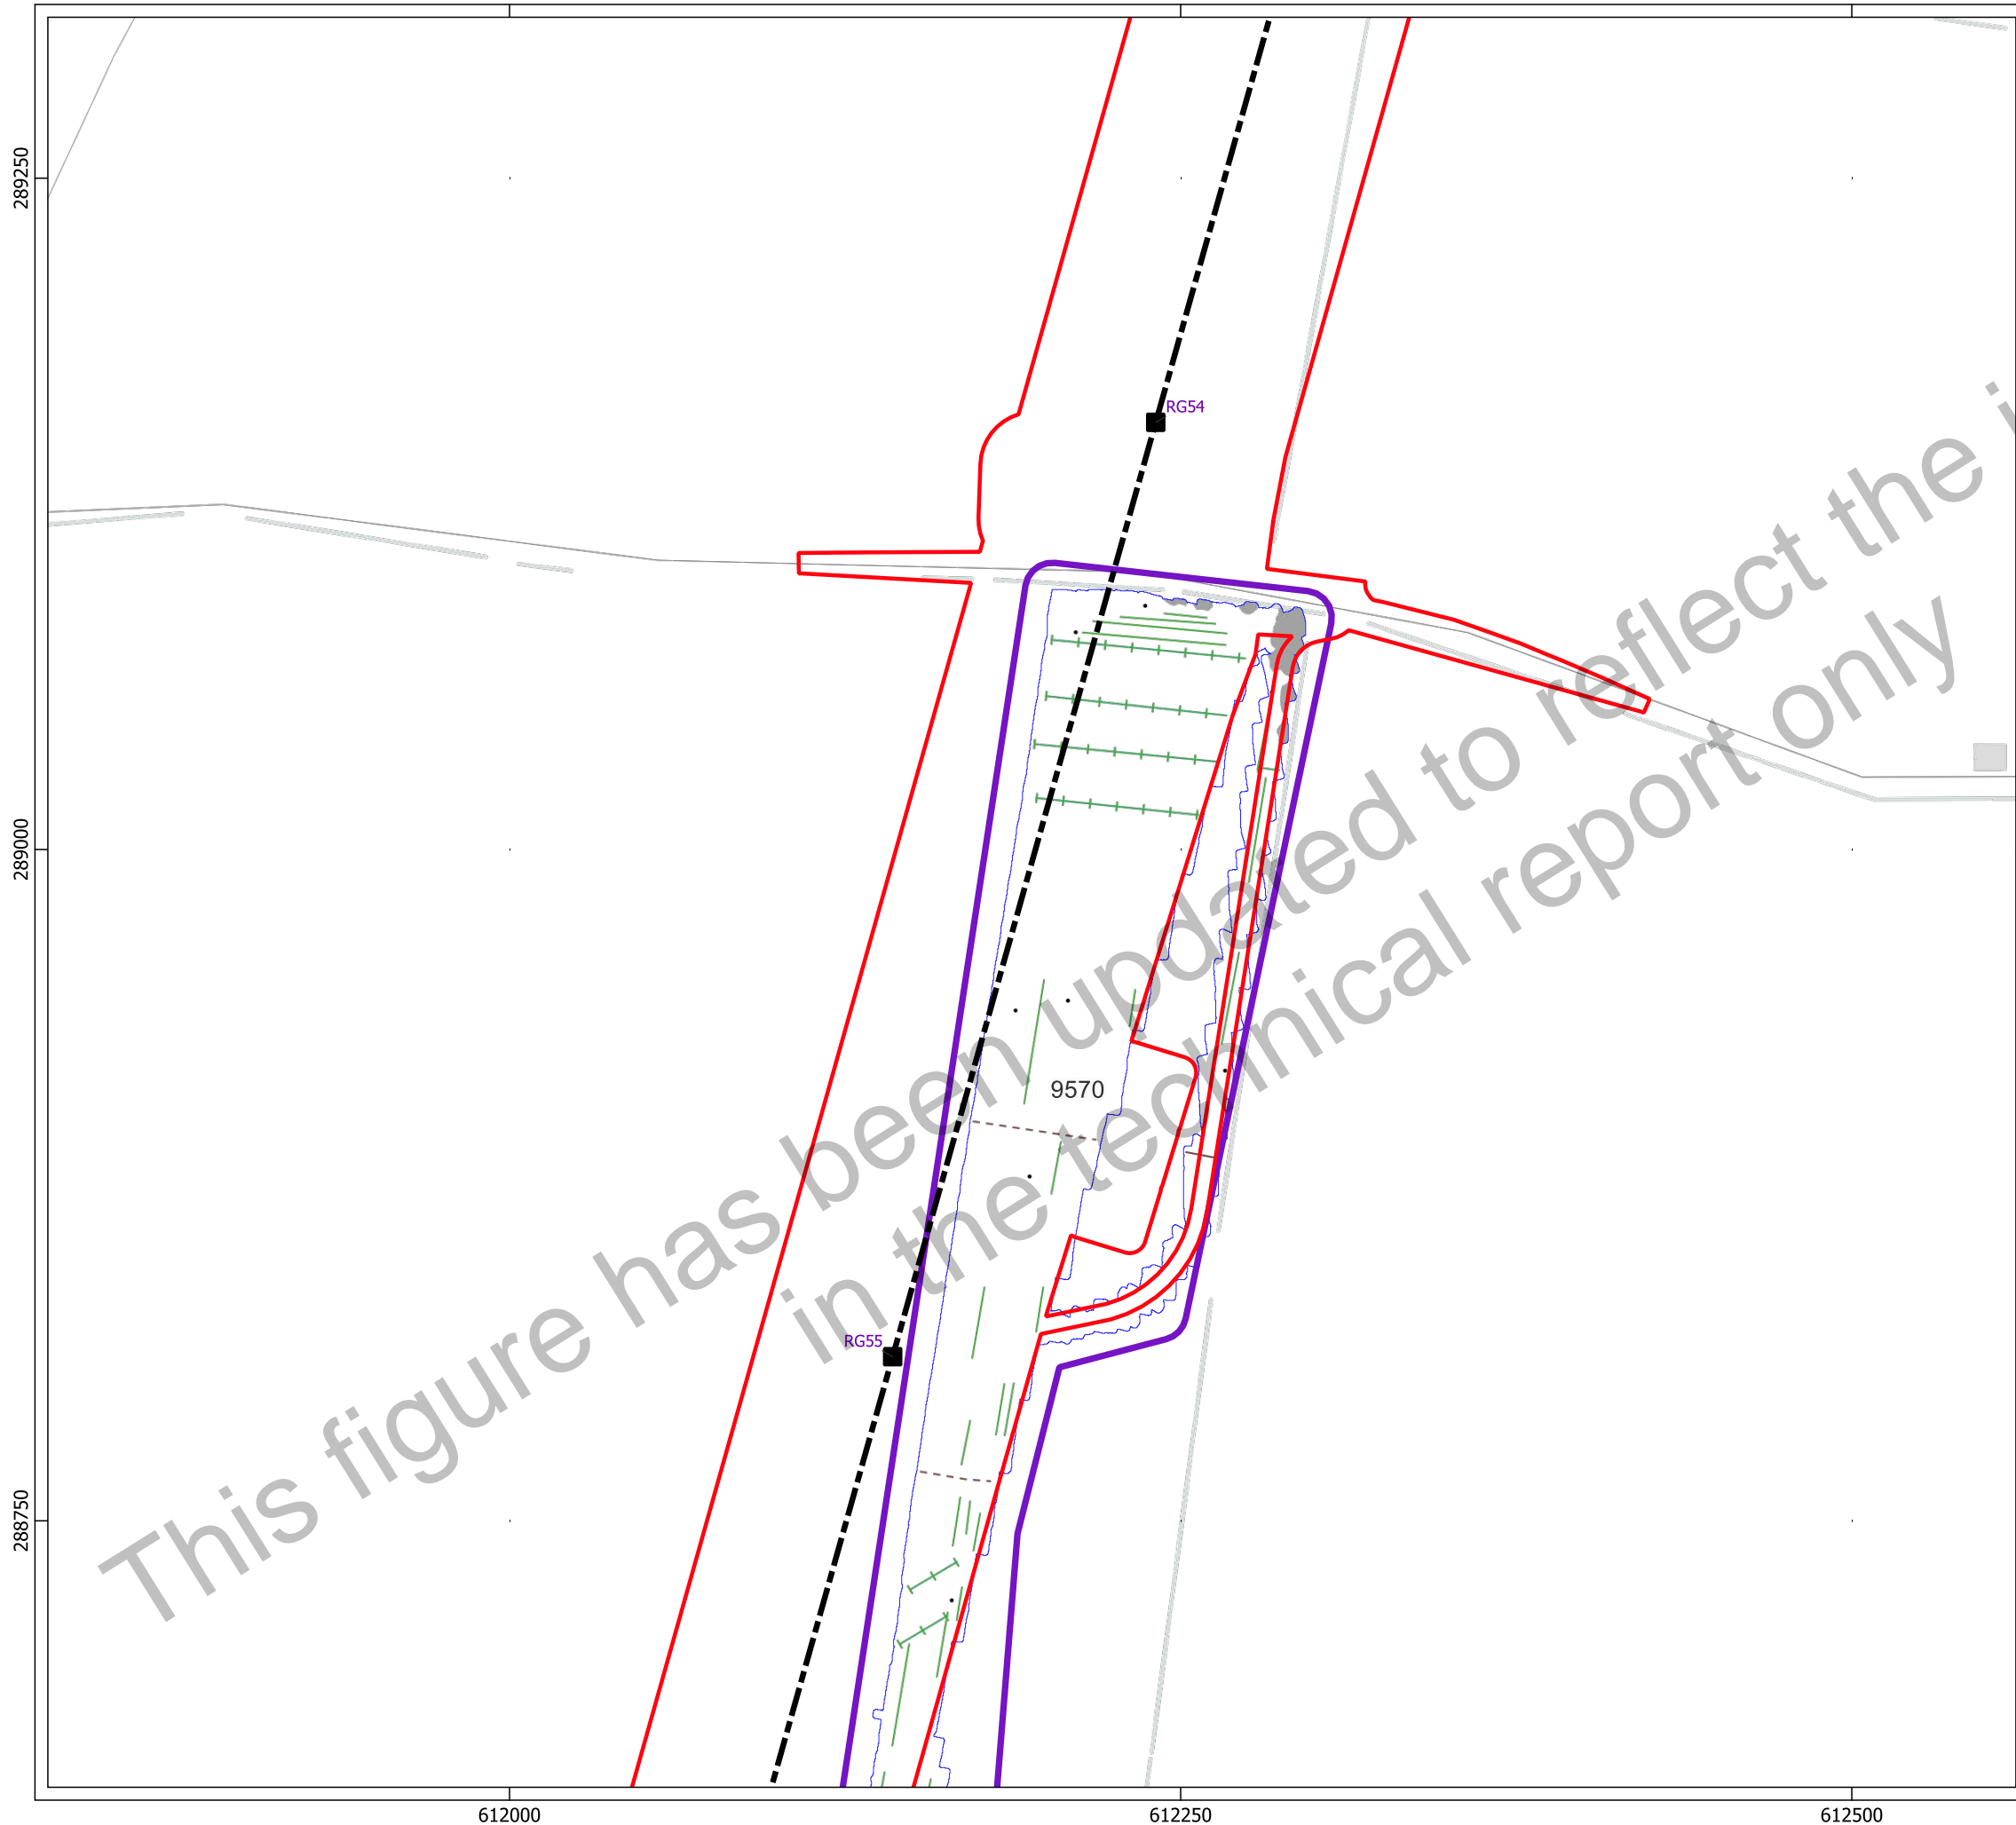 289250
RG54
289000
9570
RG55
288750
612000
612250
612500
This figure has been updated to reflect the
in the technical report only